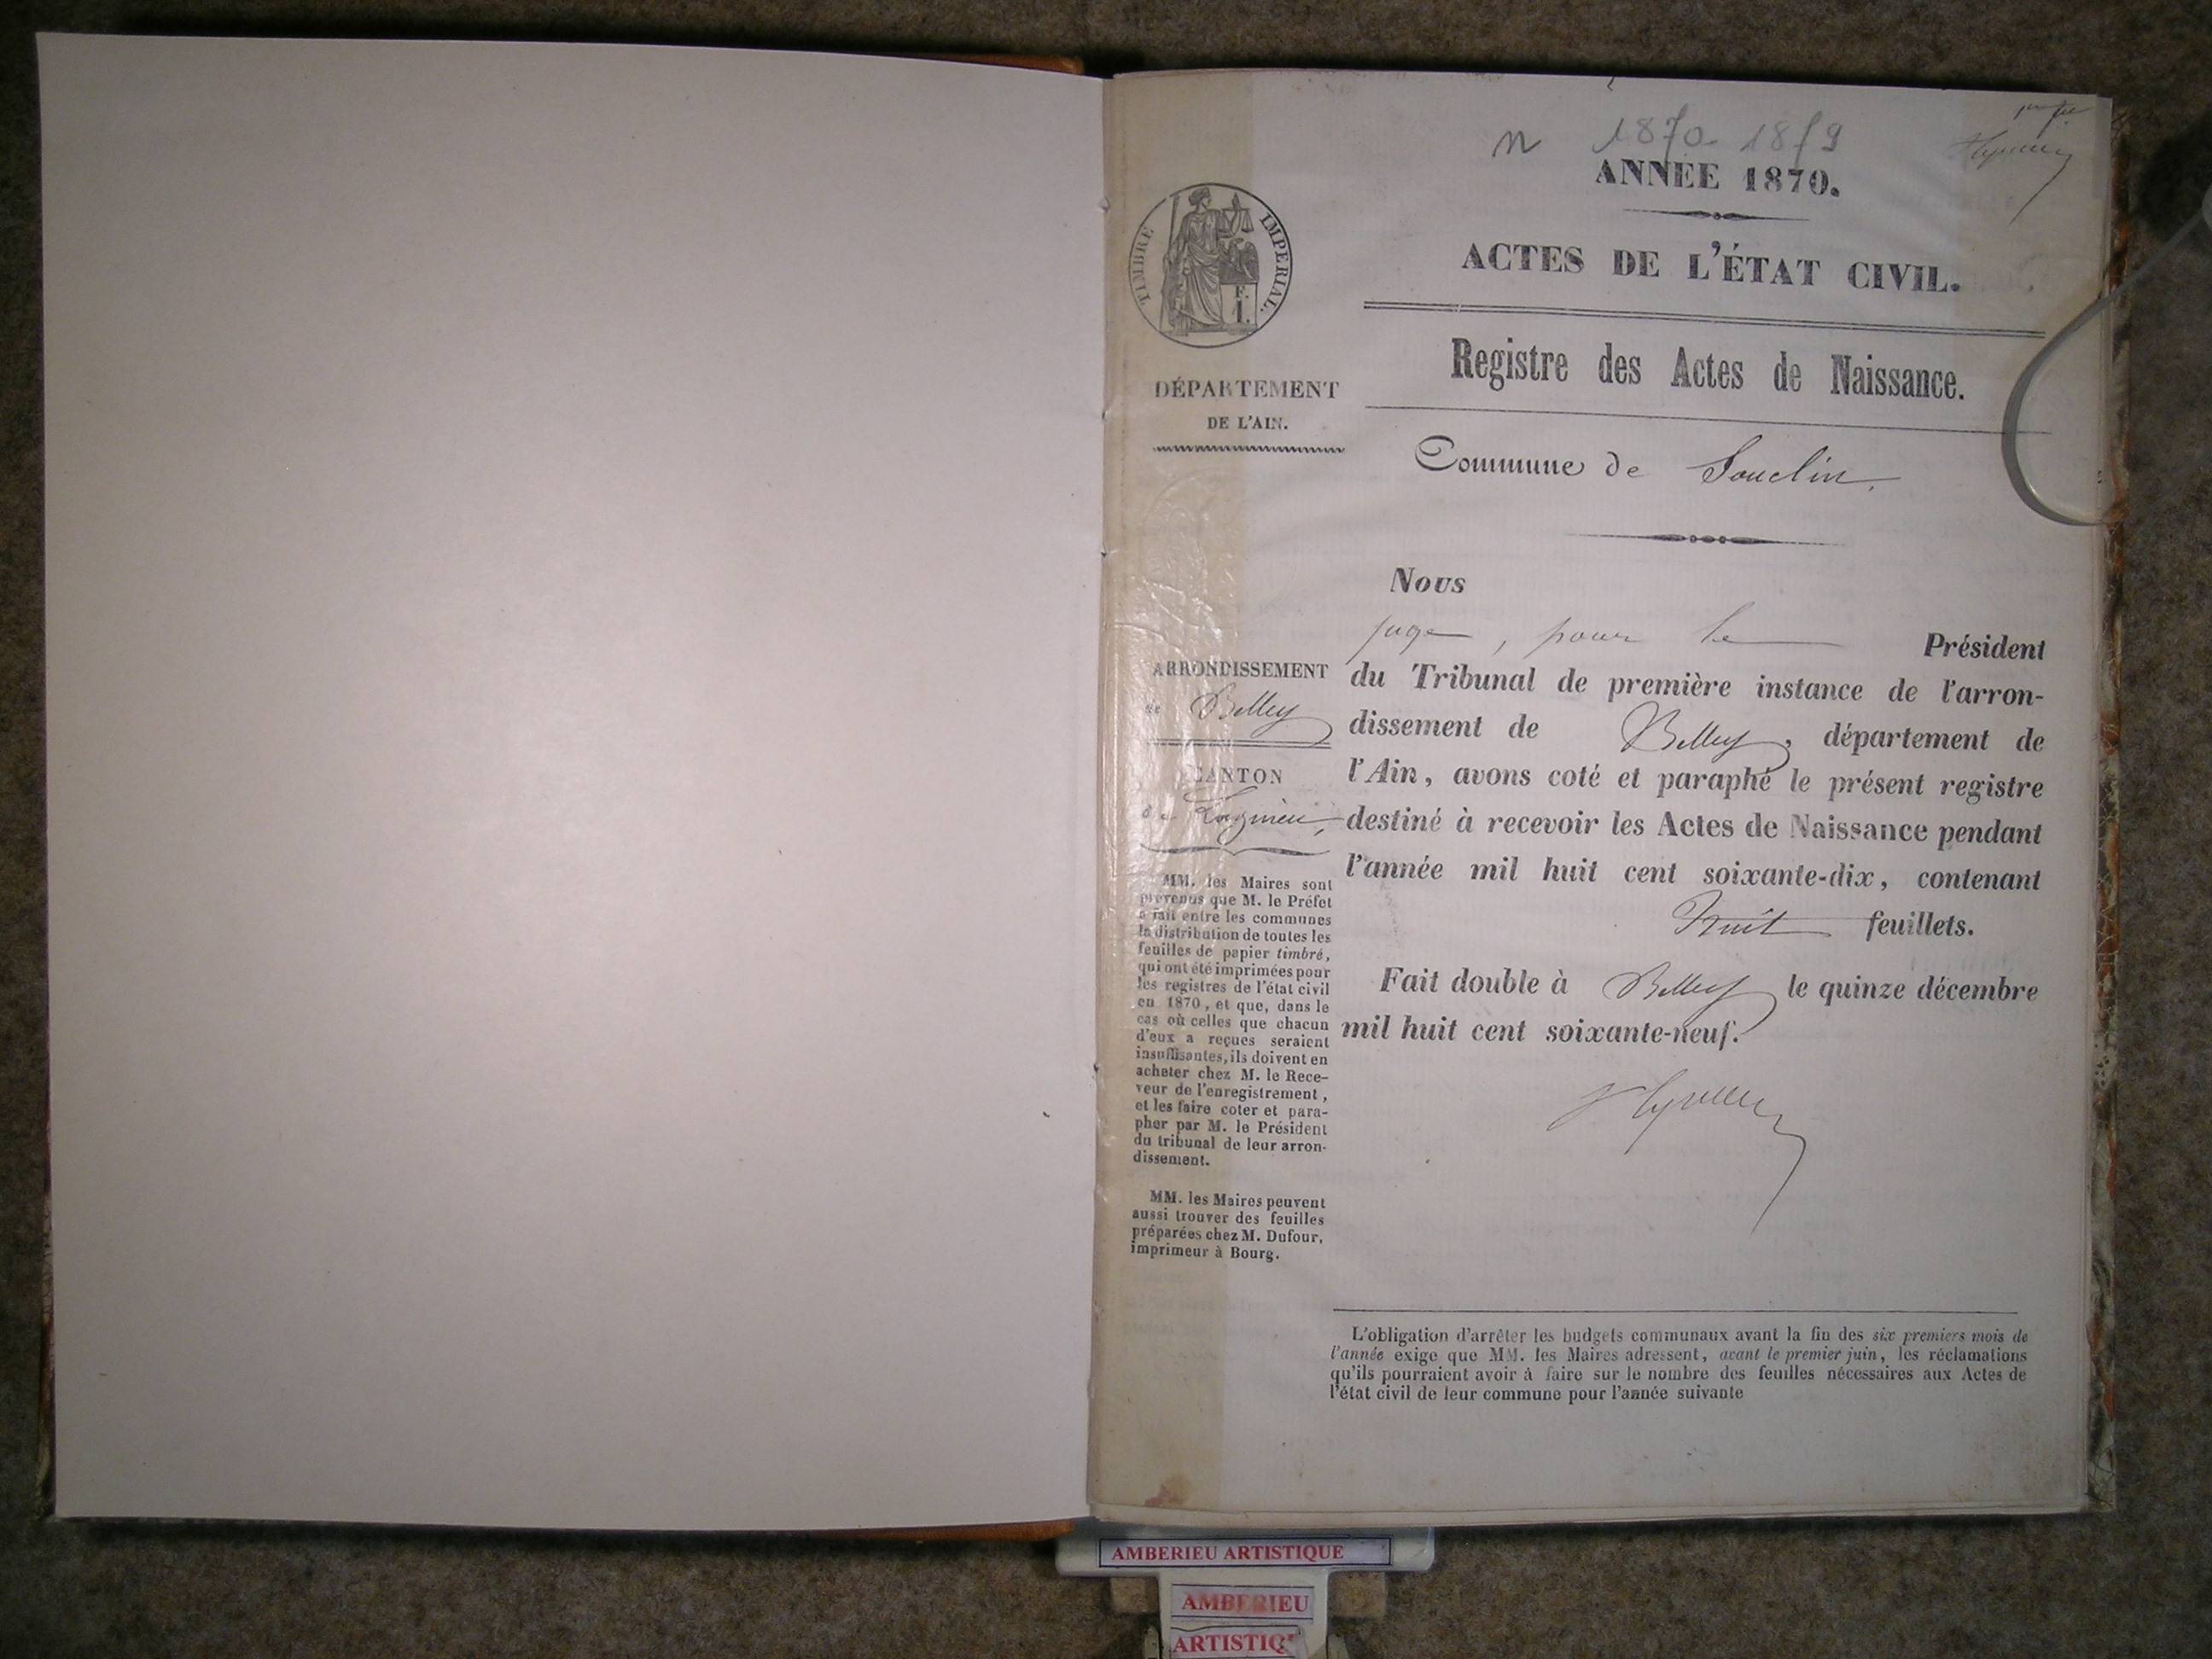 n 1870-1879
ANNÉE 1870.
TIMBRE IMPERIAL.
F.
1.
ACTES DE L'ÉTAT CIVIL.
Registre des Actes de Naissance.
DÉPARTEMENT
DE L'AIN.
Commune de Souclin.
Nous
juge, pour le Président
du Tribunal de première instance de l'arron-
dissement de Belley, département de
l'Ain, avons coté et paraphé le présent registre
destiné à recevoir les Actes de Naissance pendant
l'année mil huit cent soixante-dix, contenant
huit feuillets.
Fait double à Belley le quinze décembre
mil huit cent soixante-neuf.
ARRONDISSEMENT
de Belley
CANTON
de Lagnieu,
MM. les Maires sont
prévenus que M. le Préfet
a fait entre les communes
la distribution de toutes les
feuilles de papier timbré,
qui ont été imprimées pour
les registres de l'état civil
en 1870, et que, dans le
cas où celles que chacun
d'eux a reçues seraient
insuffisantes, ils doivent en
acheter chez M. le Rece-
veur de l'enregistrement,
et les faire coter et para-
pher par M. le Président
du tribunal de leur arron-
dissement.
MM. les Maires peuvent
aussi trouver des feuilles
préparées chez M. Dufour,
imprimeur à Bourg.
L'obligation d'arrêter les budgets communaux avant la fin des six premiers mois de
l'année exige que MM. les Maires adressent, avant le premier juin, les réclamations
qu'ils pourraient avoir à faire sur le nombre des feuilles nécessaires aux Actes de
l'état civil de leur commune pour l'année suivante
AMBERIEU ARTISTIQUE
AMBERIEU
ARTISTIQ